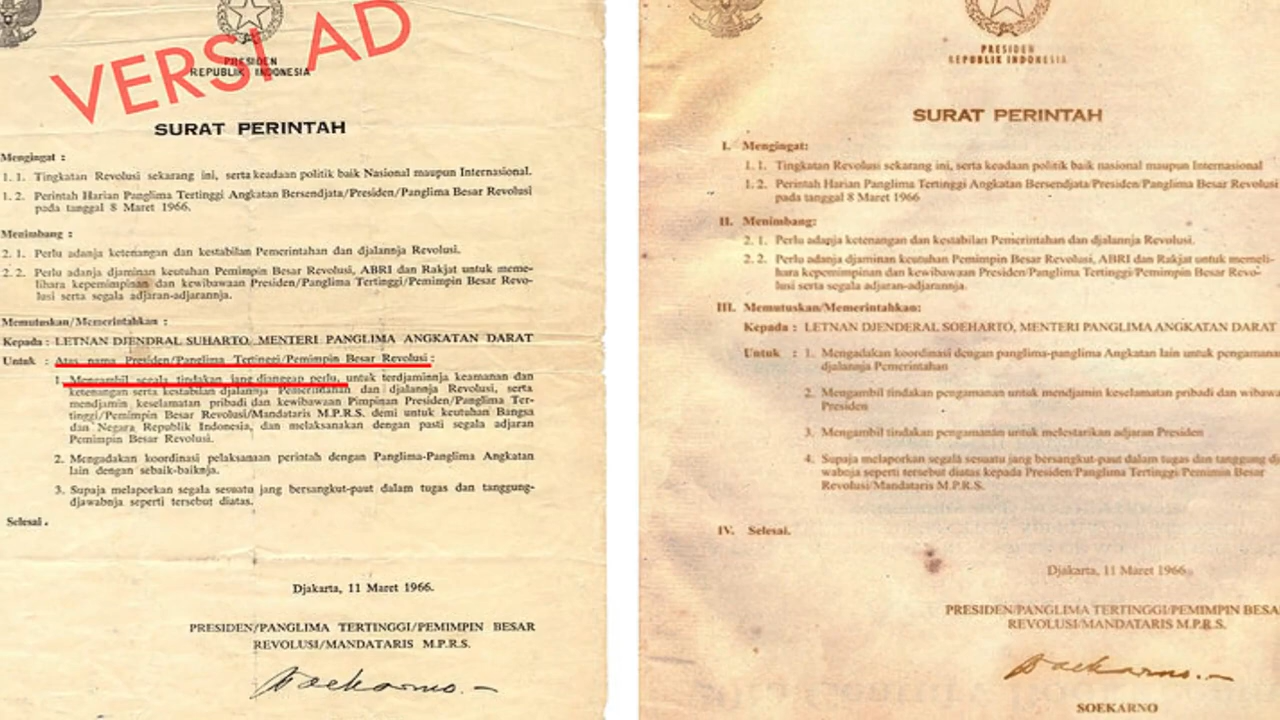 VERSI AD
PRESIDEN
REPUBLIK INDONESIA
SURAT PERINTAH
Mengingat :
1. 1. Tingkatan Revolusi sekarang ini, serta keadaan politik baik Nasional maupun Internasional.
1. 2. Perintah Harian Panglima Tertinggi Angkatan Bersendjata/Presiden/Panglima Besar Revolusi
pada tanggal 8 Maret 1966.
Menimbang :
2. 1. Perlu adanja ketenangan dan kestabilan Pemerintahan dan djalannja Revolusi.
2. 2. Perlu adanja djaminan keutuhan Pemimpin Besar Revolusi, ABRI dan Rakjat untuk meme-
lihara kepemimpinan dan kewibawaan Presiden/Panglima Tertinggi/Pemimpin Besar Revo-
lusi serta segala adjaran-adjarannja.
Memutuskan/Memerintahkan :
Kepada : LETNAN DJENDRAL SUHARTO, MENTERI PANGLIMA ANGKATAN DARAT
Untuk : Atas nama Presiden/Panglima Tertinggi/Pemimpin Besar Revolusi :
1. Mengambil segala tindakan jang dianggap perlu, untuk terdjaminnja keamanan dan
ketenangan serta kestabilan djalannja Pemerintahan dan djalannja Revolusi, serta
mendjamin keselamatan pribadi dan kewibawaan Pimpinan Presiden/Panglima Ter-
tinggi/Pemimpin Besar Revolusi/Mandataris M.P.R.S. demi untuk keutuhan Bangsa
dan Negara Republik Indonesia, dan melaksanakan dengan pasti segala adjaran
Pemimpin Besar Revolusi.
2. Mengadakan koordinasi pelaksanaan perintah dengan Panglima-Panglima Angkatan
lain dengan sebaik-baiknja.
3. Supaja melaporkan segala sesuatu jang bersangkut-paut dalam tugas dan tanggung-
djawabnja seperti tersebut diatas.
Selesai.
Djakarta, 11 Maret 1966.
PRESIDEN/PANGLIMA TERTINGGI/PEMIMPIN BESAR
REVOLUSI/MANDATARIS M.P.R.S.
Soekarno.
PRESIDEN
REPUBLIK INDONESIA
SURAT PERINTAH
I. Mengingat:
1. 1. Tingkatan Revolusi sekarang ini, serta keadaan politik baik nasional maupun Internasional
1. 2. Perintah Harian Panglima Tertinggi Angkatan Bersendjata/Presiden/Panglima Besar Revolusi
pada tanggal 8 Maret 1966
II. Menimbang:
2. 1. Perlu adapnja ketenangan dan kestabilan Pemerintahan dan djalannja Revolusi.
2. 2. Perlu adanja djaminan keutuhan Pemimpin Besar Revolusi, ABRI dan Rakjat untuk memeli-
hara kepemimpinan dan kewibawaan Presiden/Panglima Tertinggi/Pemimpin Besar Revo-
lusi serta segala adjaran-adjarannja.
III. Memutuskan/Memerintahkan:
Kepada : LETNAN DJENDERAL SOEHARTO, MENTERI PANGLIMA ANGKATAN DARAT
Untuk : 1. Mengadakan koordinasi dengan panglima-panglima Angkatan lain untuk pengamana
djalannja Pemerintahan
2. Mengambil tindakan pengamanan untuk mendjamin keselamatan pribadi dan wibawa
Presiden
3. Mengambil tindakan pengamanan untuk melestarikan adjaran Presiden
4. Supaja melaporkan segala sesuatu jang bersangkut-paut dalam tugas dan tanggung dj
wabnja seperti tersebut diatas kepada Presiden/Panglima Tertinggi/Pemimin Besar
Revolusi/Mandataris M.P.R.S.
IV. Selesai.
Djakarta, 11 Maret 1966
PRESIDEN/PANGLIMA TERTINGGI/PEMIMPIN BESA
REVOLUSI/MANDATARIS M.P.R.S.
Soekarno.
SOEKARNO